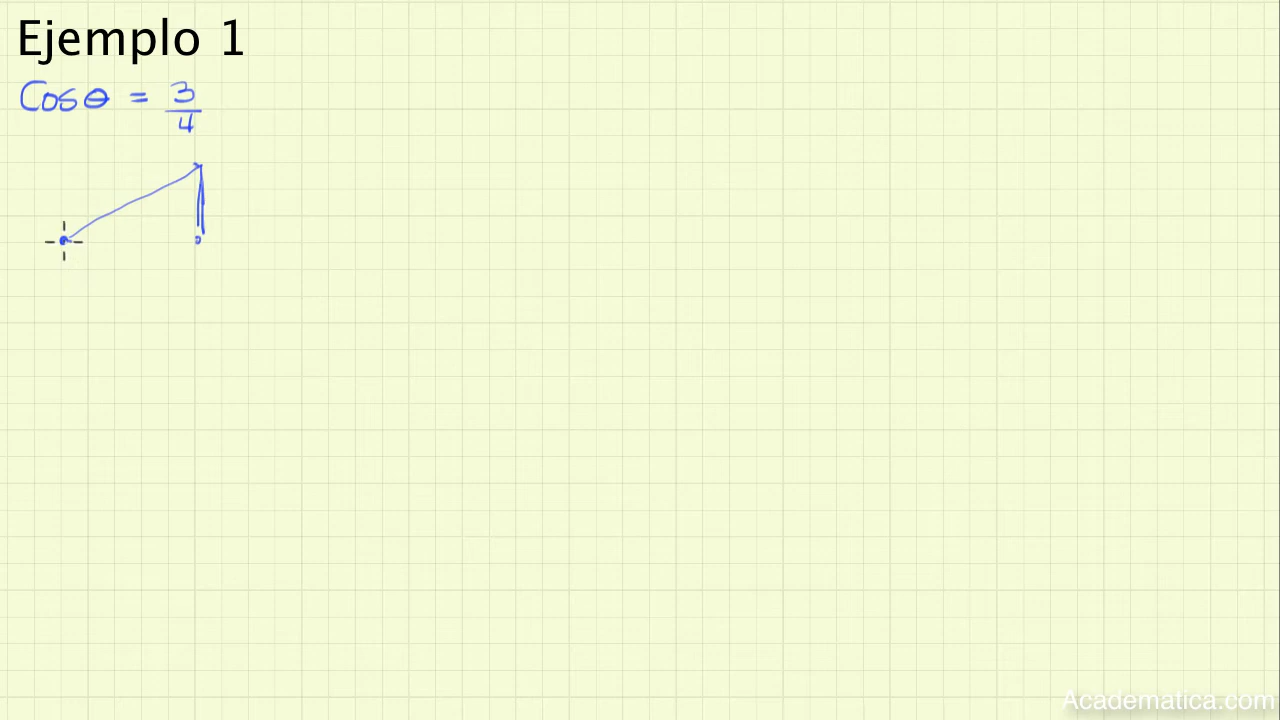 Ejemplo 1
Cosθ = 3/4
Academatica.com